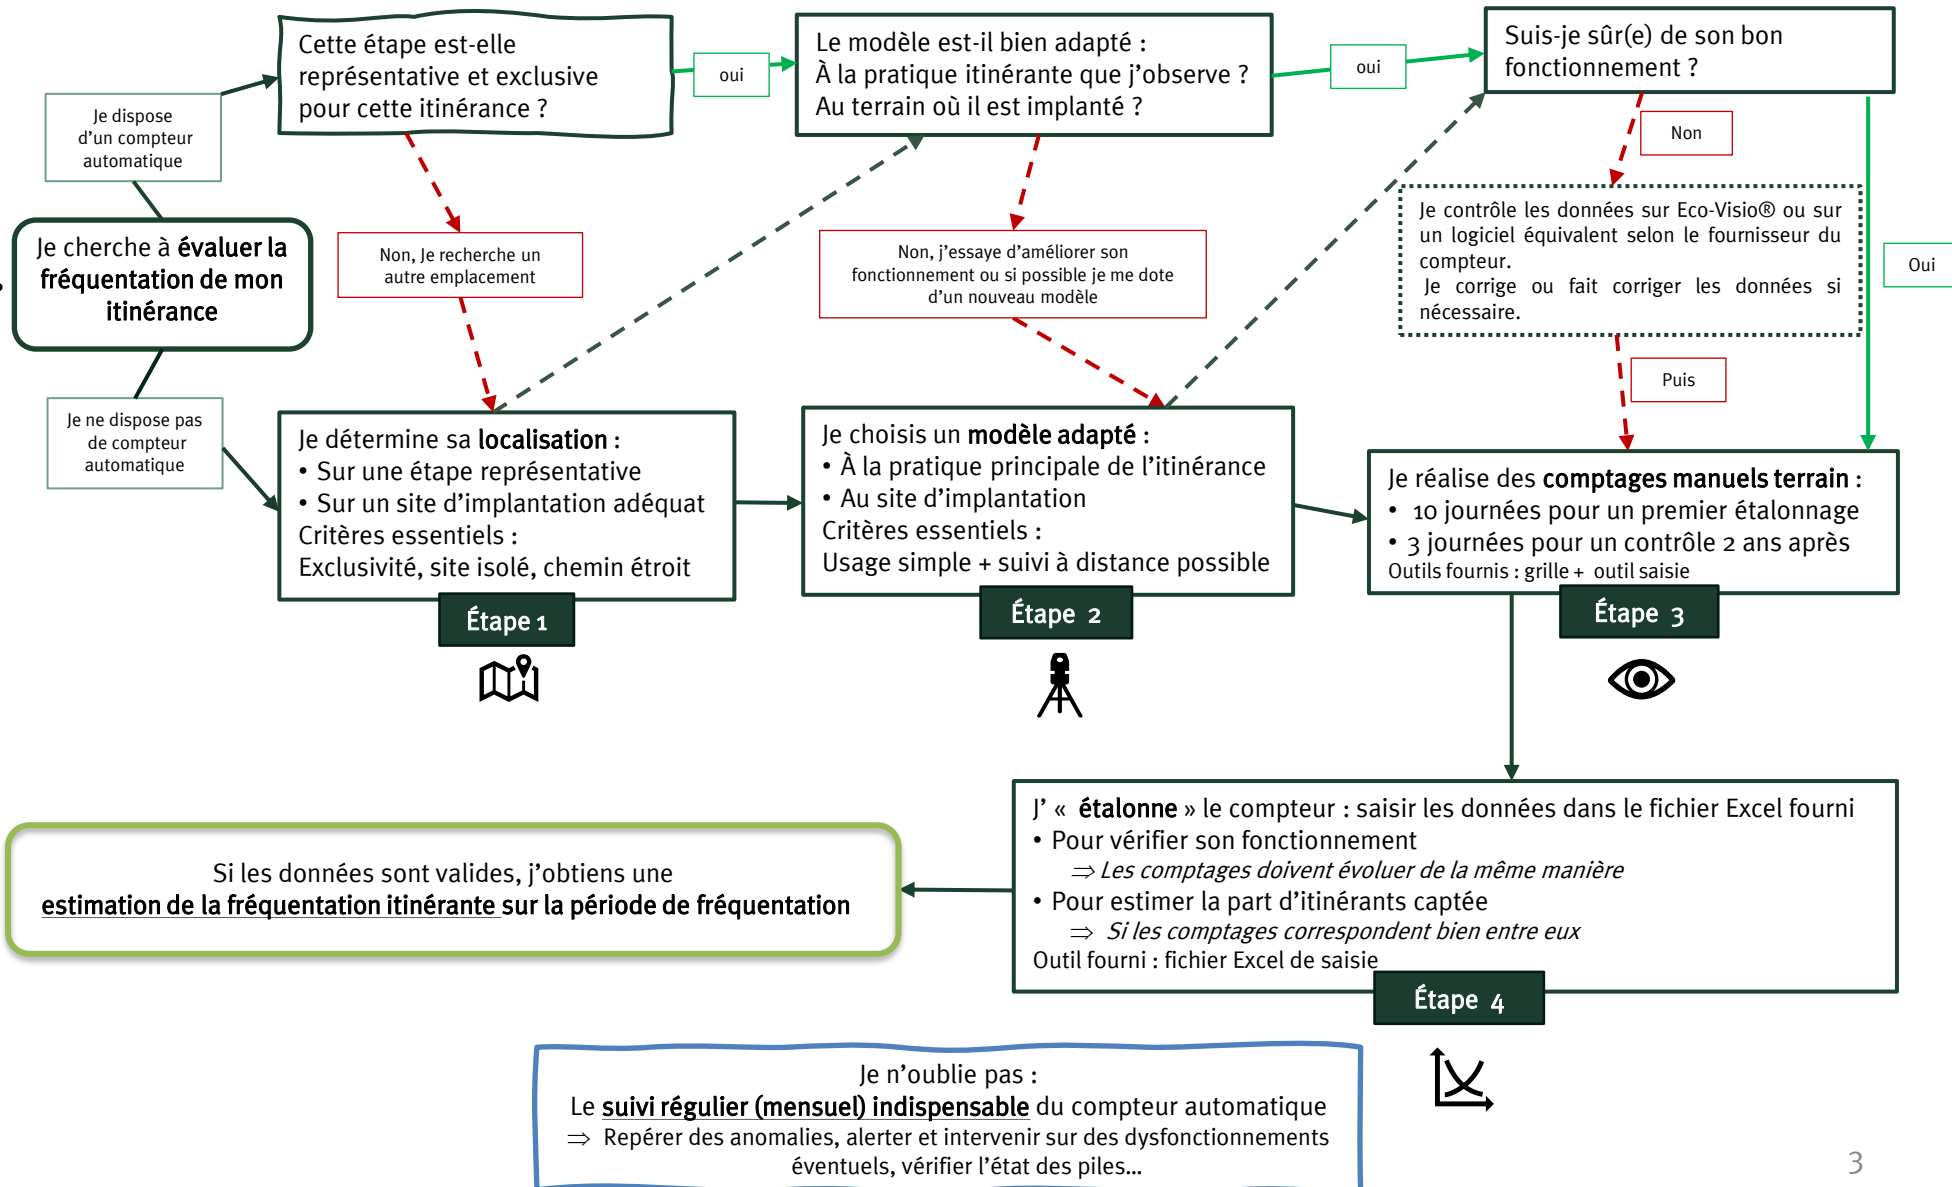 Cette étape est-elle
représentative et exclusive
pour cette itinérance ?
oui
Le modèle est-il bien adapté :
À la pratique itinérante que j'observe ?
Au terrain où il est implanté ?
oui
Suis-je sûr(e) de son bon
fonctionnement ?
Je dispose
d'un compteur
automatique
Non
Je cherche à évaluer la
fréquentation de mon
itinérance
Non, Je recherche un
autre emplacement
Non, j'essaye d'améliorer son
fonctionnement ou si possible je me dote
d'un nouveau modèle
Je contrôle les données sur Eco-Visio® ou sur
un logiciel équivalent selon le fournisseur du
compteur.
Je corrige ou fait corriger les données si
nécessaire.
Oui
Puis
Je ne dispose pas
de compteur
automatique
Je détermine sa localisation :
• Sur une étape représentative
• Sur un site d'implantation adéquat
Critères essentiels :
Exclusivité, site isolé, chemin étroit
Étape 1
Je choisis un modèle adapté :
• À la pratique principale de l'itinérance
• Au site d'implantation
Critères essentiels :
Usage simple + suivi à distance possible
Étape 2
Je réalise des comptages manuels terrain :
• 10 journées pour un premier étalonnage
• 3 journées pour un contrôle 2 ans après
Outils fournis : grille + outil saisie
Étape 3
J' « étalonne » le compteur : saisir les données dans le fichier Excel fourni
• Pour vérifier son fonctionnement
⇒ Les comptages doivent évoluer de la même manière
• Pour estimer la part d'itinérants captée
⇒ Si les comptages correspondent bien entre eux
Outil fourni : fichier Excel de saisie
Étape 4
Si les données sont valides, j'obtiens une
estimation de la fréquentation itinérante sur la période de fréquentation
Je n'oublie pas :
Le suivi régulier (mensuel) indispensable du compteur automatique
⇒ Repérer des anomalies, alerter et intervenir sur des dysfonctionnements
éventuels, vérifier l'état des piles...
3